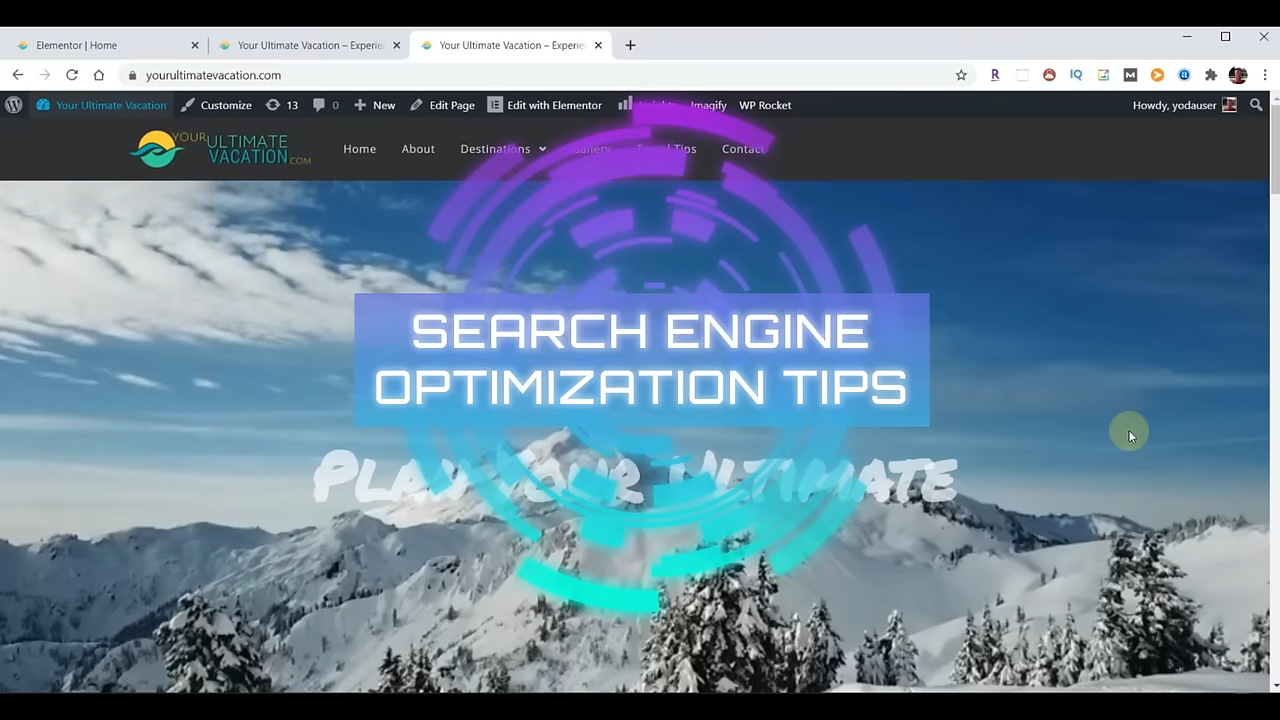 Elementor | Home
Your Ultimate Vacation – Experie
Your Ultimate Vacation – Experie
yourultimatevacation.com
Your Ultimate Vacation
Customize
13
0
New
Edit Page
Edit with Elementor
Insights
Imagify
WP Rocket
Howdy, yodauser
YOUR ULTIMATE
VACATION.COM
Home
About
Destinations
Gallery
Travel Tips
Contact
SEARCH ENGINE
OPTIMIZATION TIPS
PLAN YOUR ULTIMATE